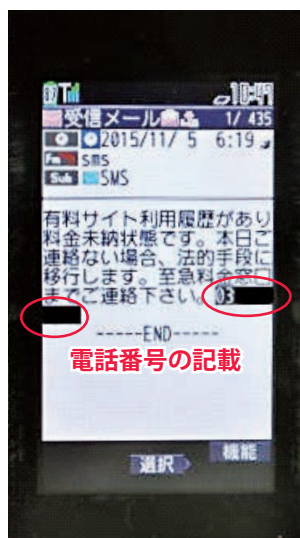 10:49
受信メール 1/ 435
2015/11/ 5 6:19
Fm sms
Sub SMS
有料サイト利用履歴があり
料金未納状態です。本日ご
連絡ない場合、法的手段に
移行します。至急料金窓口
までご連絡下さい。03
-----END-----
電話番号の記載
機能
選択